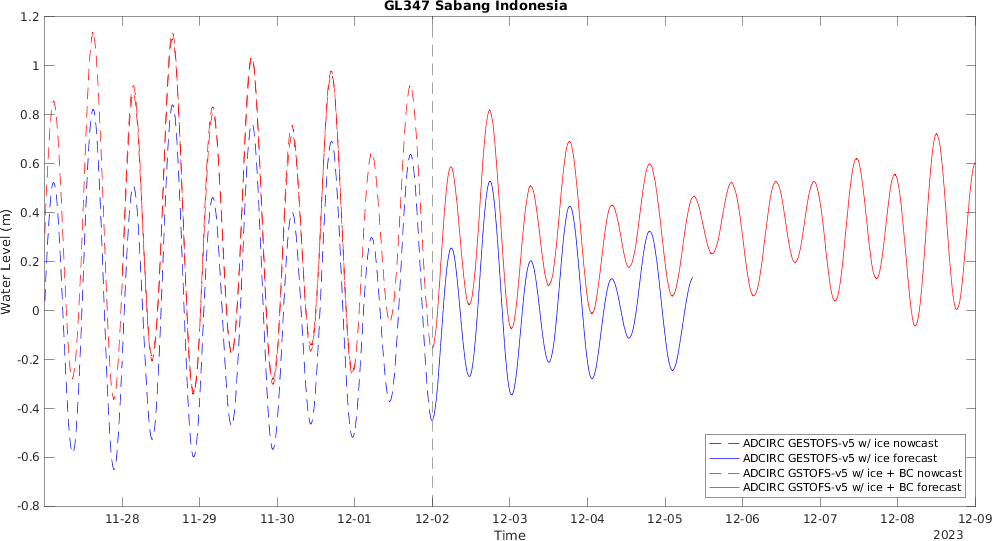 GL347 Sabang Indonesia
1.2
1
0.8
0.6
0.4
0.2
0
-0.2
-0.4
-0.6
-0.8
Water Level (m)
ADCIRC GESTOFS-v5 w/ ice nowcast
ADCIRC GESTOFS-v5 w/ ice forecast
ADCIRC GSTOFS-v5 w/ ice + BC nowcast
ADCIRC GSTOFS-v5 w/ ice + BC forecast
11-28 11-29 11-30 12-01 12-02 12-03 12-04 12-05 12-06 12-07 12-08 12-09
Time
2023